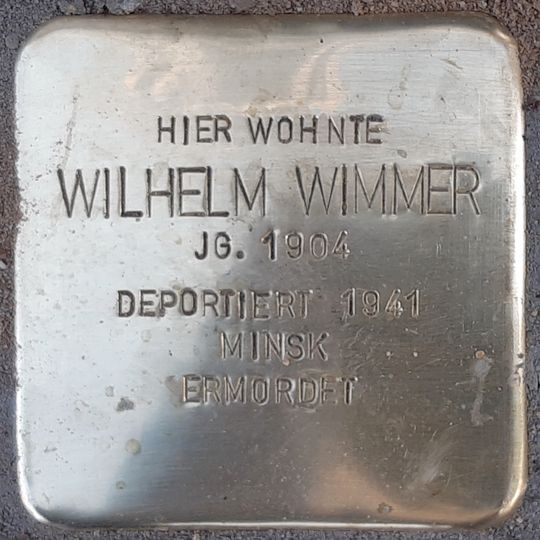 HIER WOHNTE
WILHELM WIMMER
JG. 1904
DEPORTIERT 1941
MINSK
ERMORDET